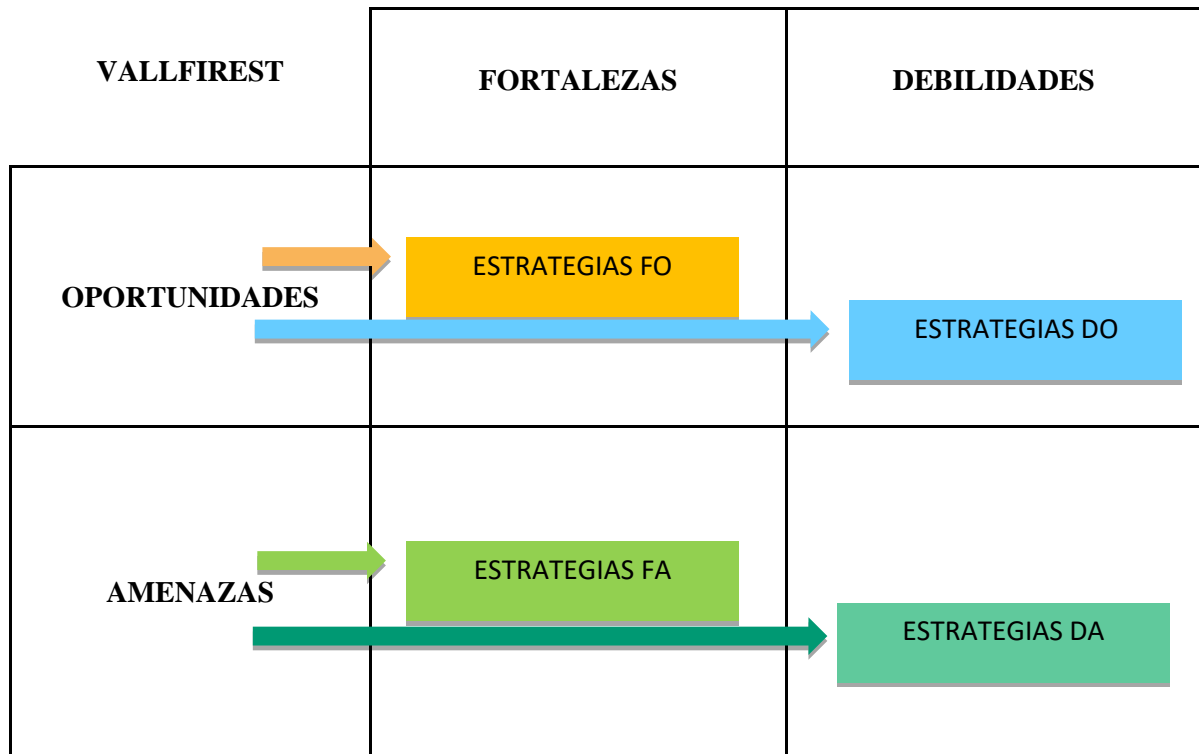 VALLFIREST
FORTALEZAS
DEBILIDADES
OPORTUNIDADES
ESTRATEGIAS FO
ESTRATEGIAS DO
AMENAZAS
ESTRATEGIAS FA
ESTRATEGIAS DA